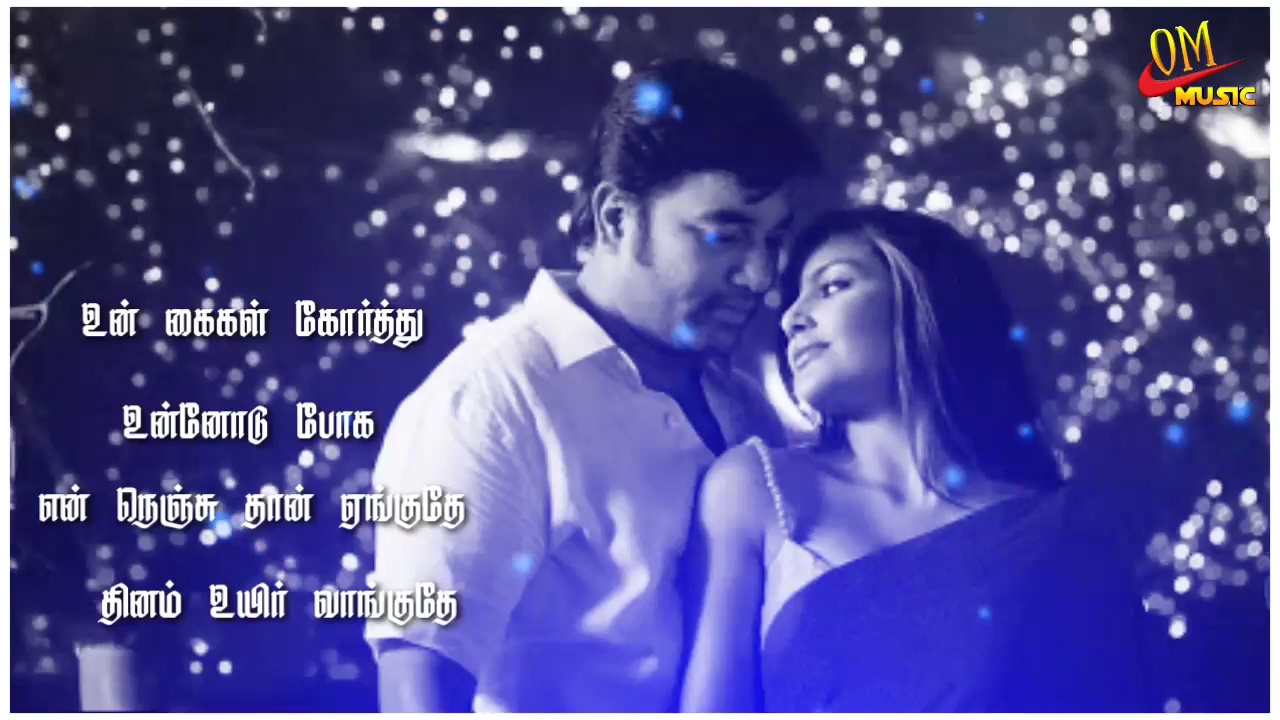 OM
MUSIC
உன் கைகள் கோர்த்து
உன்னோடு போக
என் நெஞ்சு தான் ஏங்குதே
தினம் உயிர் வாங்குதே